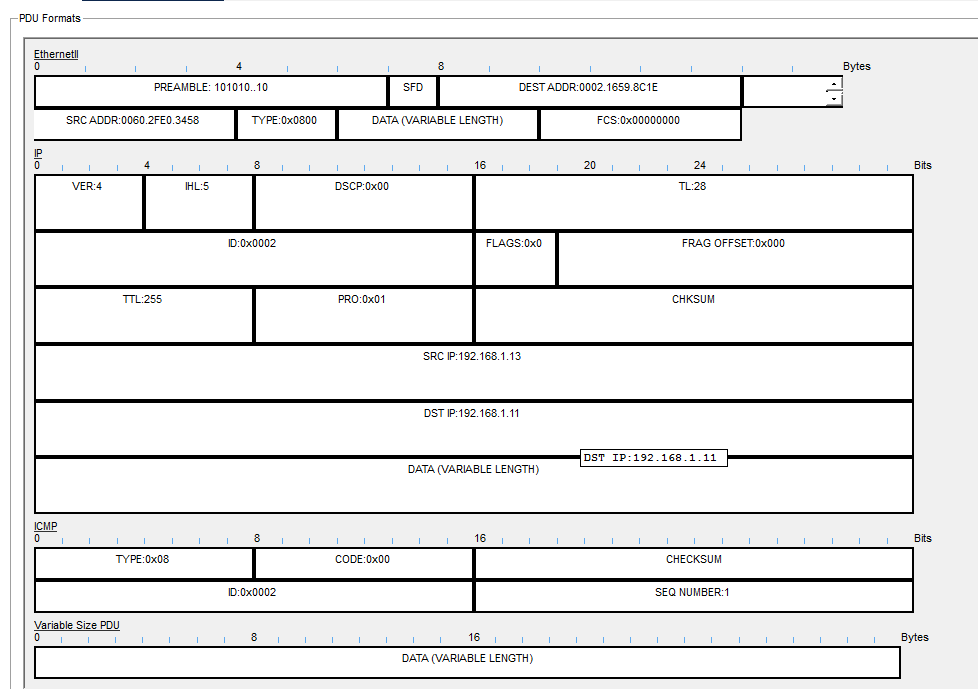 PDU Formats
EthernetII
0 4 8 Bytes
PREAMBLE: 101010..10 SFD DEST ADDR:0002.1659.8C1E
SRC ADDR:0060.2FE0.3458 TYPE:0x0800 DATA (VARIABLE LENGTH) FCS:0x00000000
IP
0 4 8 16 20 24 Bits
VER:4 IHL:5 DSCP:0x00 TL:28
ID:0x0002 FLAGS:0x0 FRAG OFFSET:0x000
TTL:255 PRO:0x01 CHKSUM
SRC IP:192.168.1.13
DST IP:192.168.1.11
DST IP:192.168.1.11
DATA (VARIABLE LENGTH)
ICMP
0 8 16 Bits
TYPE:0x08 CODE:0x00 CHECKSUM
ID:0x0002 SEQ NUMBER:1
Variable Size PDU
0 8 16 Bytes
DATA (VARIABLE LENGTH)